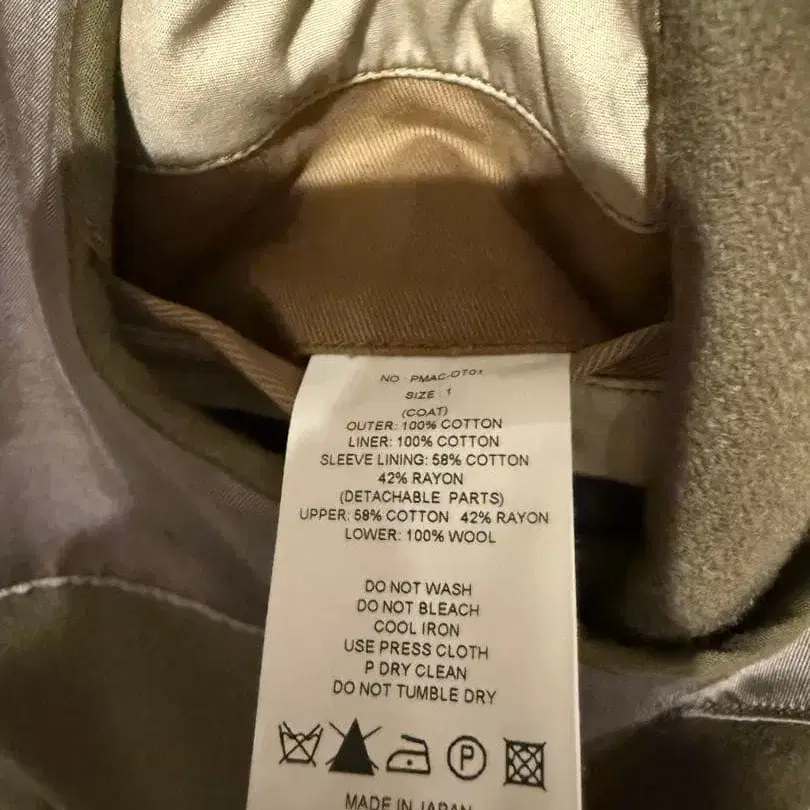 NO : PMAC-OT01
SIZE : 1
(COAT)
OUTER: 100% COTTON
LINER: 100% COTTON
SLEEVE LINING: 58% COTTON
42% RAYON
(DETACHABLE PARTS)
UPPER: 58% COTTON 42% RAYON
LOWER: 100% WOOL
DO NOT WASH
DO NOT BLEACH
COOL IRON
USE PRESS CLOTH
P DRY CLEAN
DO NOT TUMBLE DRY
P
MADE IN JAPAN